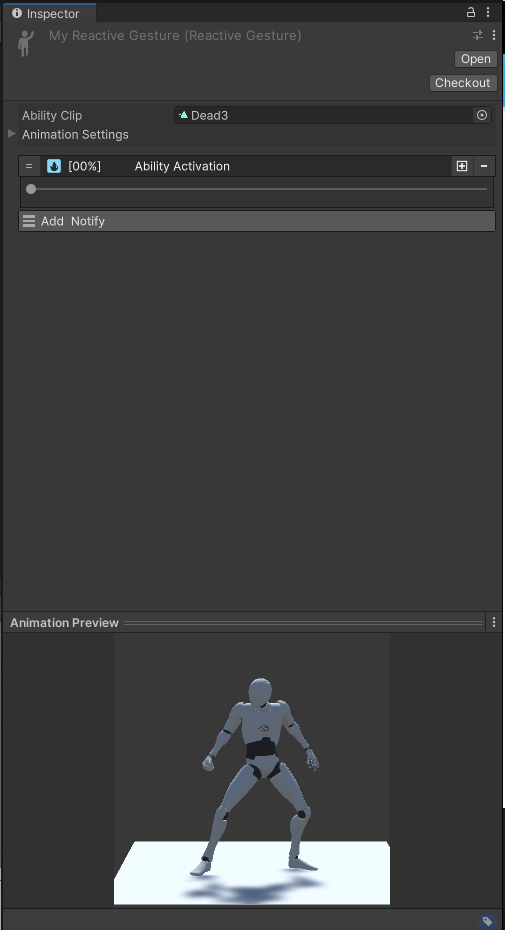 Inspector
My Reactive Gesture (Reactive Gesture)
Open
Checkout
Ability Clip Dead3
Animation Settings
[00%] Ability Activation
Add Notify
Animation Preview